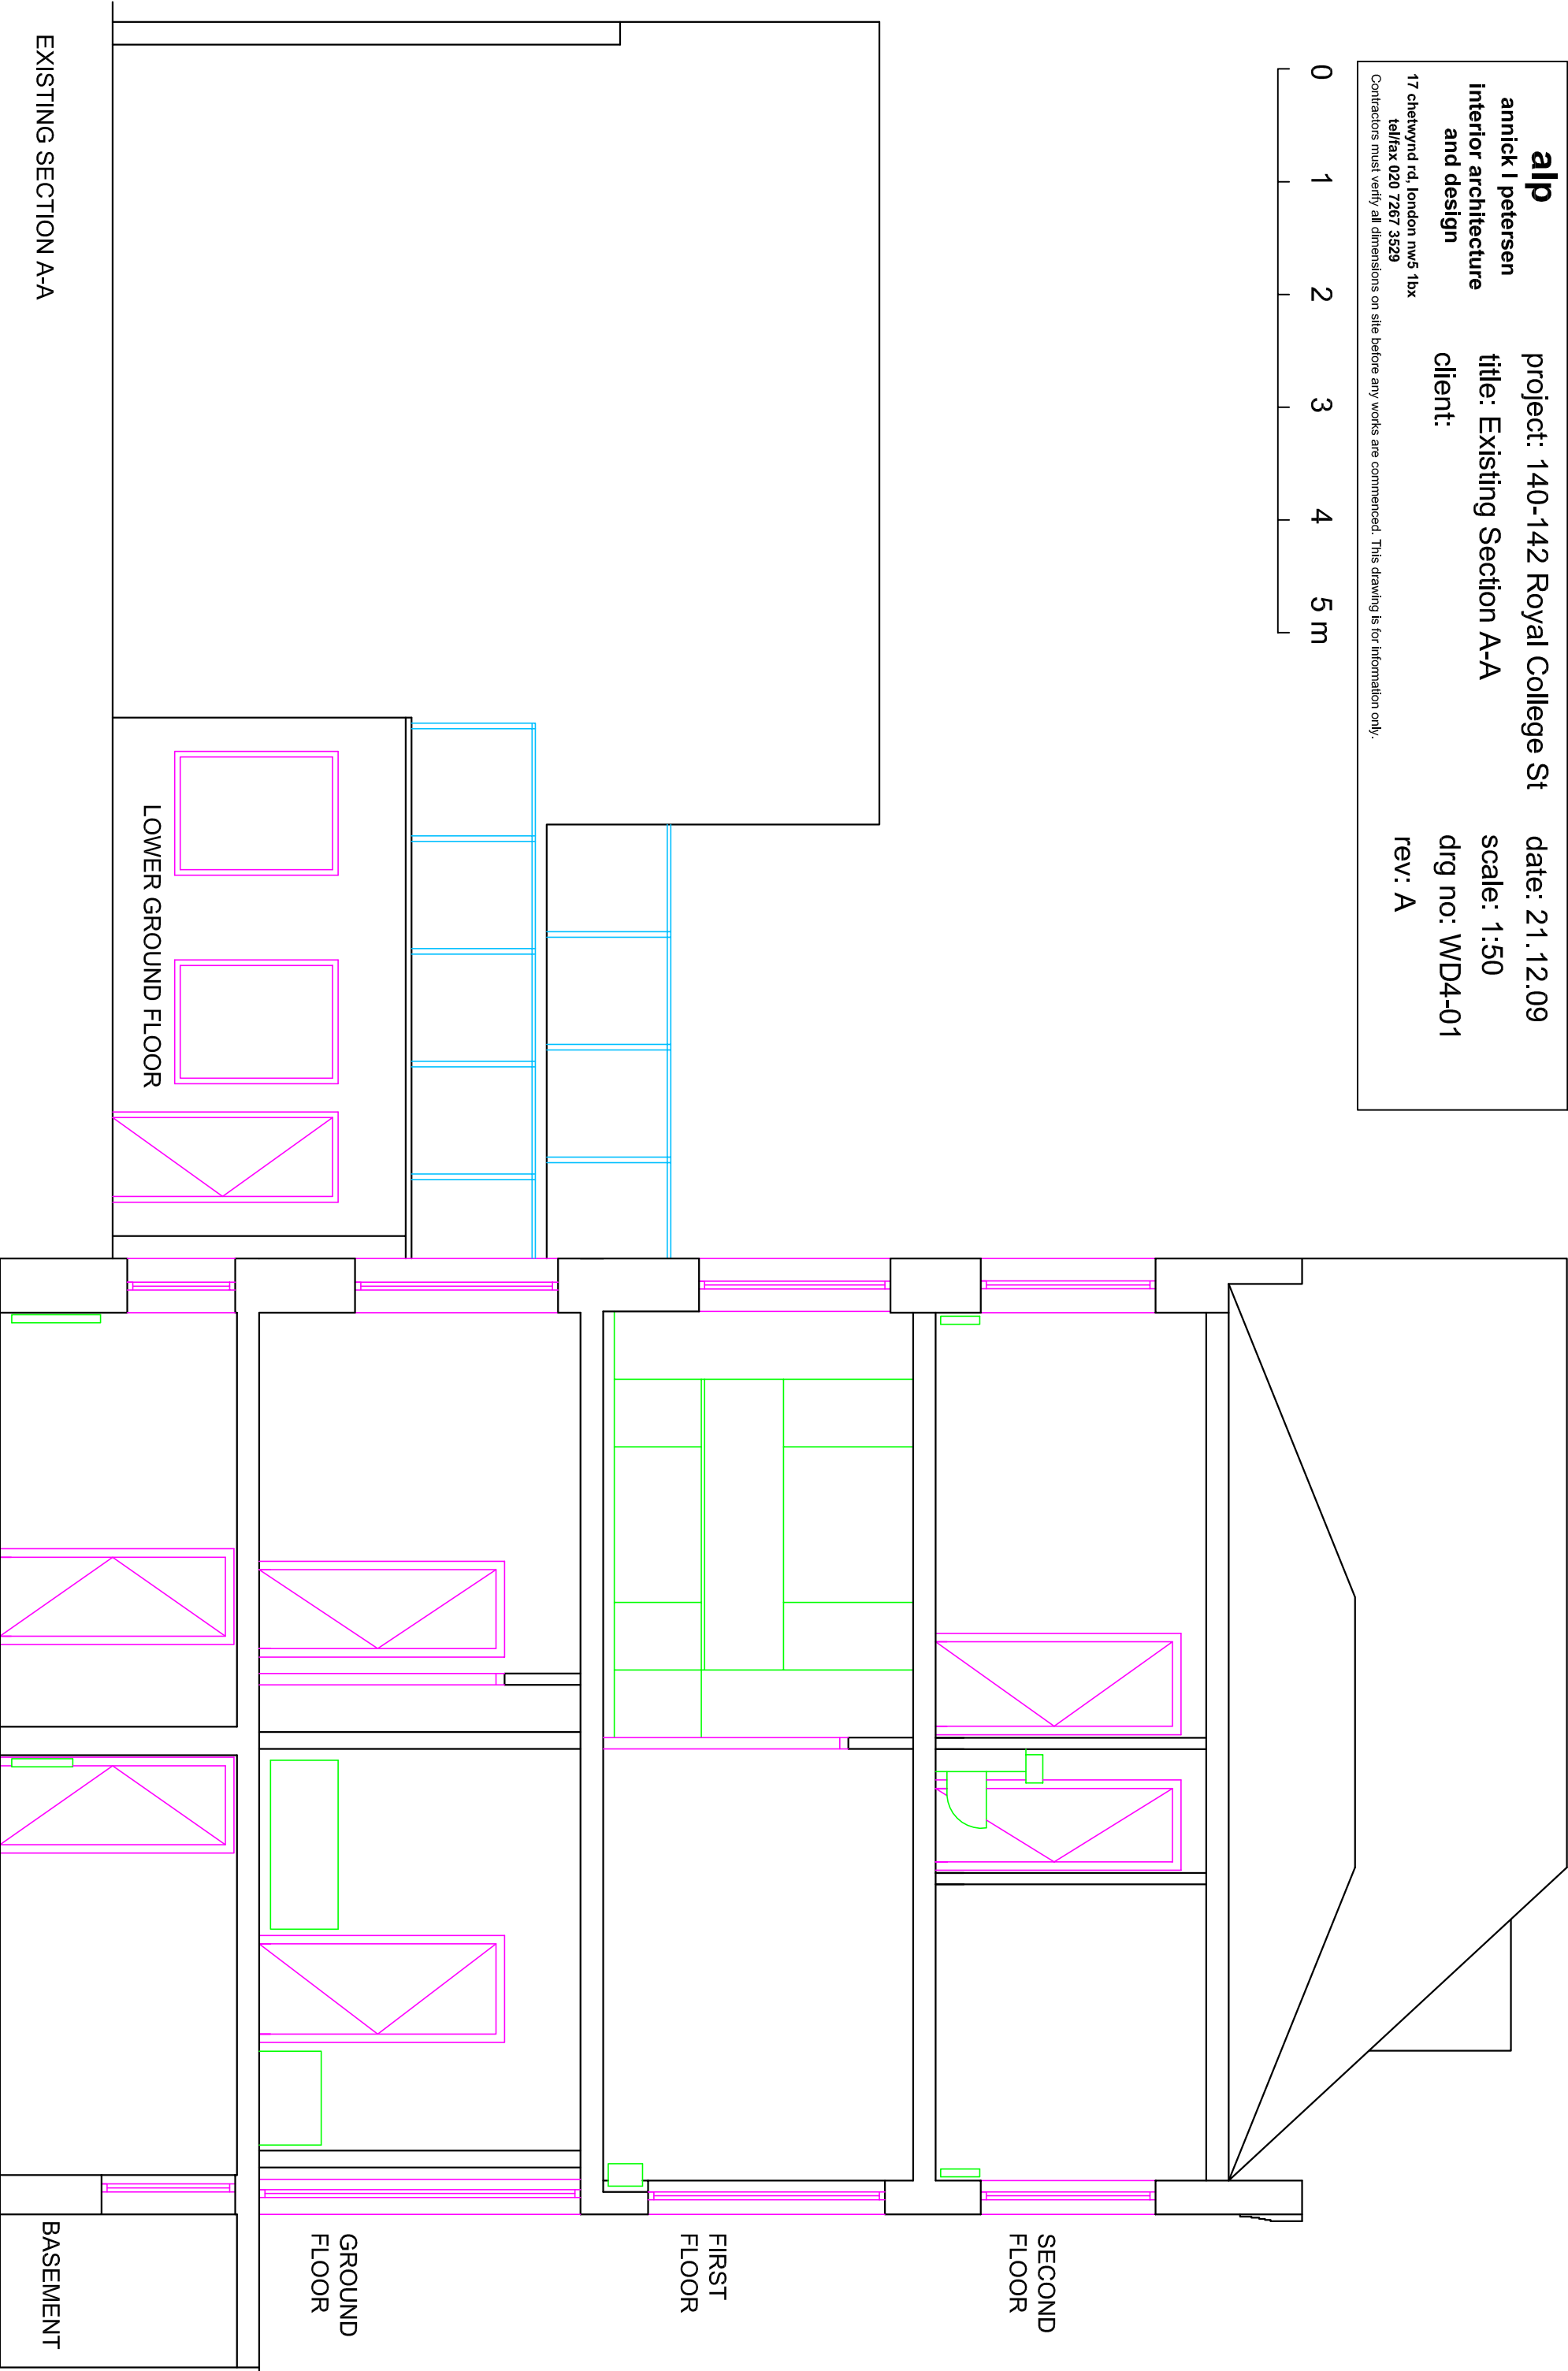 alp
annick l petersen
interior architecture
and design
17 chetwynd rd, london nw5 1bx
tel/fax 020 7267 3529
Contractors must verify all dimensions on site before any works are commenced. This drawing is for information only.
project: 140-142 Royal College St
title: Existing Section A-A
client:
date: 21.12.09
scale: 1:50
drg no: WD4-01
rev: A
0 1 2 3 4 5 m
SECOND
FLOOR
FIRST
FLOOR
GROUND
FLOOR
LOWER GROUND FLOOR
BASEMENT
EXISTING SECTION A-A